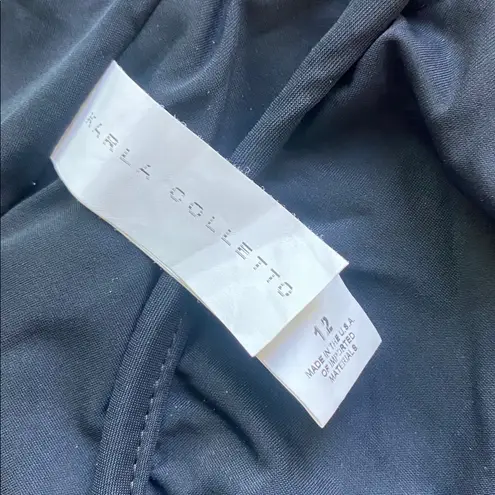 KARLA COLLETTO
12
MADE IN THE U.S.A.
OF IMPORTED
MATERIALS